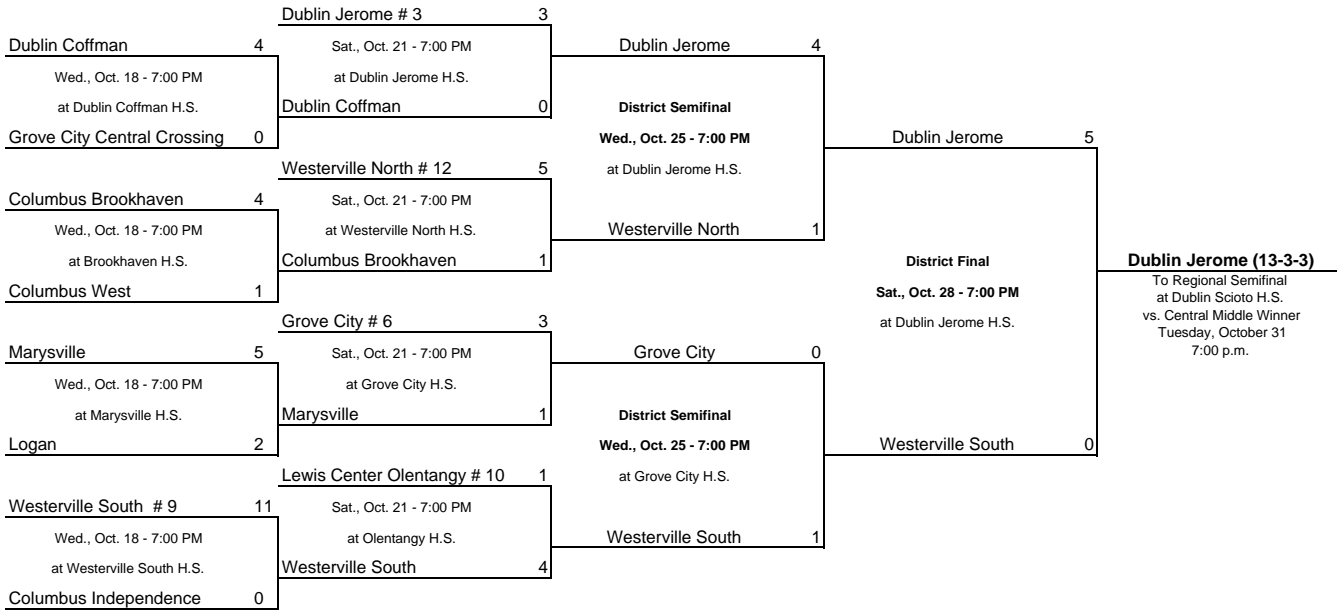 Dublin Jerome # 3 3
Dublin Coffman 4
Sat., Oct. 21 - 7:00 PM
Dublin Jerome 4
Wed., Oct. 18 - 7:00 PM
at Dublin Jerome H.S.
at Dublin Coffman H.S.
Dublin Coffman 0
District Semifinal
Grove City Central Crossing 0
Wed., Oct. 25 - 7:00 PM
Dublin Jerome 5
Westerville North # 12 5
at Dublin Jerome H.S.
Columbus Brookhaven 4
Sat., Oct. 21 - 7:00 PM
Wed., Oct. 18 - 7:00 PM
at Westerville North H.S.
Westerville North 1
at Brookhaven H.S.
Columbus Brookhaven 1
District Final
Dublin Jerome (13-3-3)
Columbus West 1
Sat., Oct. 28 - 7:00 PM
To Regional Semifinal
at Dublin Scioto H.S.
vs. Central Middle Winner
Tuesday, October 31
7:00 p.m.
Grove City # 6 3
at Dublin Jerome H.S.
Marysville 5
Sat., Oct. 21 - 7:00 PM
Grove City 0
Wed., Oct. 18 - 7:00 PM
at Grove City H.S.
at Marysville H.S.
Marysville 1
District Semifinal
Logan 2
Wed., Oct. 25 - 7:00 PM
Westerville South 0
Lewis Center Olentangy # 10 1
at Grove City H.S.
Westerville South # 9 11
Sat., Oct. 21 - 7:00 PM
Wed., Oct. 18 - 7:00 PM
at Olentangy H.S.
Westerville South 1
at Westerville South H.S.
Westerville South 4
Columbus Independence 0